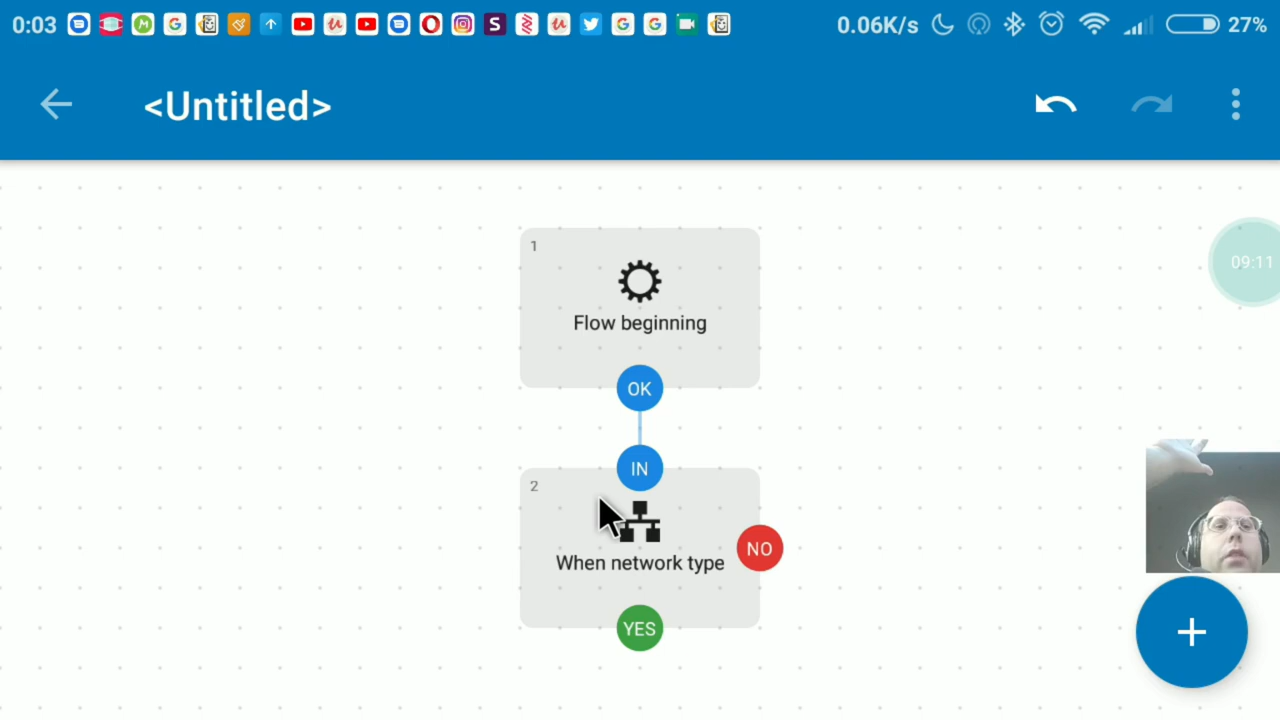 0:03 M G S G G 0.06K/s 27%
<Untitled>
1
Flow beginning
OK
09:11
IN
2
When network type
NO
YES